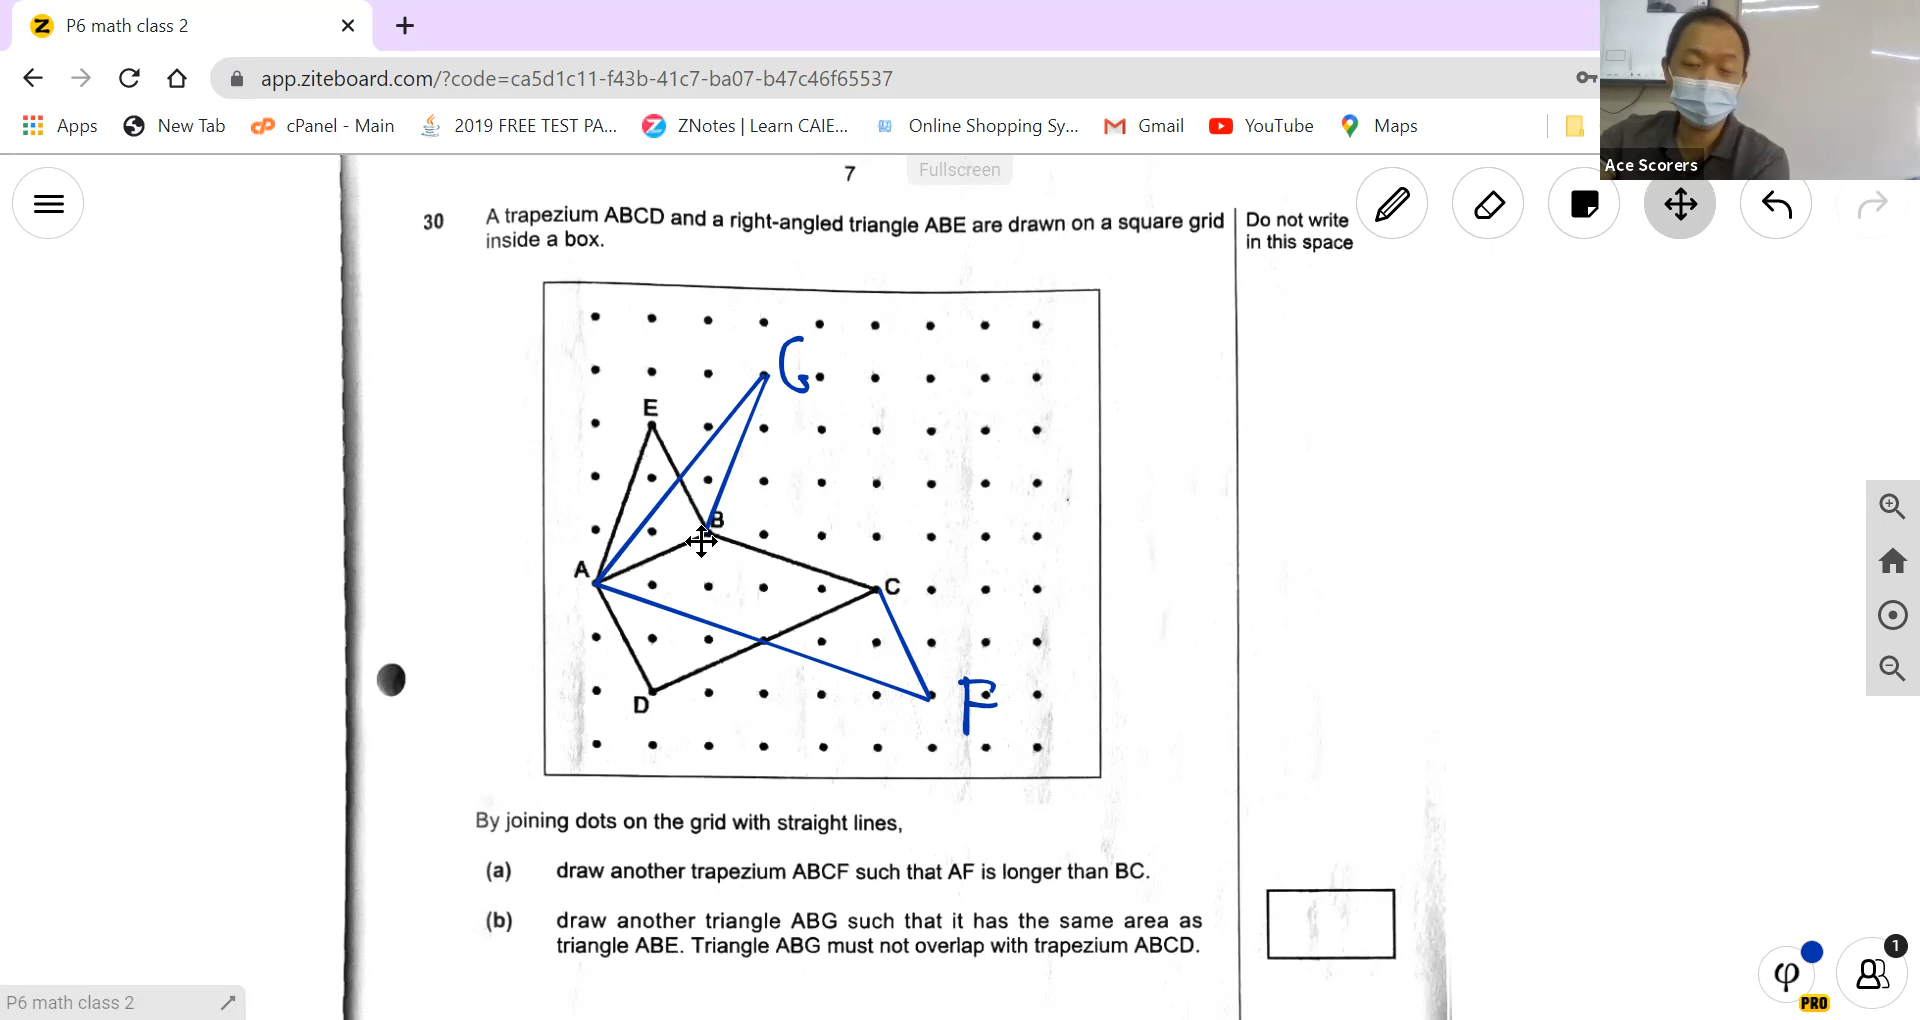 P6 math class 2
app.ziteboard.com/?code=ca5d1c11-f43b-41c7-ba07-b47c46f65537
Apps New Tab cPanel - Main 2019 FREE TEST PA... ZNotes | Learn CAIE... Online Shopping Sy... Gmail YouTube Maps
Ace Scorers
7
Fullscreen
30 A trapezium ABCD and a right-angled triangle ABE are drawn on a square grid
inside a box.
Do not write
in this space
G
E
B
A
C
D
F
By joining dots on the grid with straight lines,
(a) draw another trapezium ABCF such that AF is longer than BC.
(b) draw another triangle ABG such that it has the same area as
triangle ABE. Triangle ABG must not overlap with trapezium ABCD.
1
φ
PRO
P6 math class 2